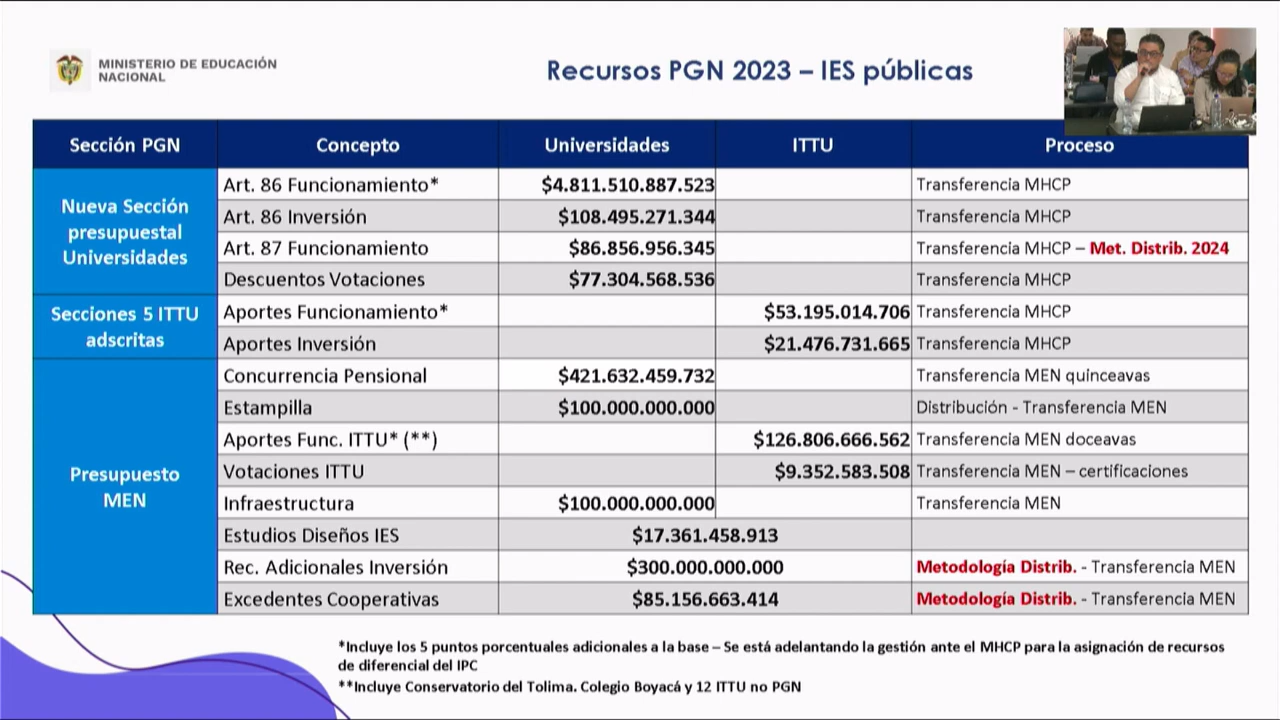 MINISTERIO DE EDUCACIÓN
NACIONAL
Recursos PGN 2023 – IES públicas
Sección PGN Concepto Universidades ITTU Proceso
Nueva Sección
presupuestal
Universidades
Art. 86 Funcionamiento* $4.811.510.887.523 Transferencia MHCP
Art. 86 Inversión $108.495.271.344 Transferencia MHCP
Art. 87 Funcionamiento $86.856.956.345 Transferencia MHCP – Met. Distrib. 2024
Descuentos Votaciones $77.304.568.536 Transferencia MHCP
Secciones 5 ITTU
adscritas
Aportes Funcionamiento* $53.195.014.706 Transferencia MHCP
Aportes Inversión $21.476.731.665 Transferencia MHCP
Presupuesto
MEN
Concurrencia Pensional $421.632.459.732 Transferencia MEN quinceavas
Estampilla $100.000.000.000 Distribución - Transferencia MEN
Aportes Func. ITTU* (**) $126.806.666.562 Transferencia MEN doceavas
Votaciones ITTU $9.352.583.508 Transferencia MEN – certificaciones
Infraestructura $100.000.000.000 Transferencia MEN
Estudios Diseños IES $17.361.458.913
Rec. Adicionales Inversión $300.000.000.000 Metodología Distrib. - Transferencia MEN
Excedentes Cooperativas $85.156.663.414 Metodología Distrib. - Transferencia MEN
*Incluye los 5 puntos porcentuales adicionales a la base – Se está adelantando la gestión ante el MHCP para la asignación de recursos
de diferencial del IPC
**Incluye Conservatorio del Tolima. Colegio Boyacá y 12 ITTU no PGN